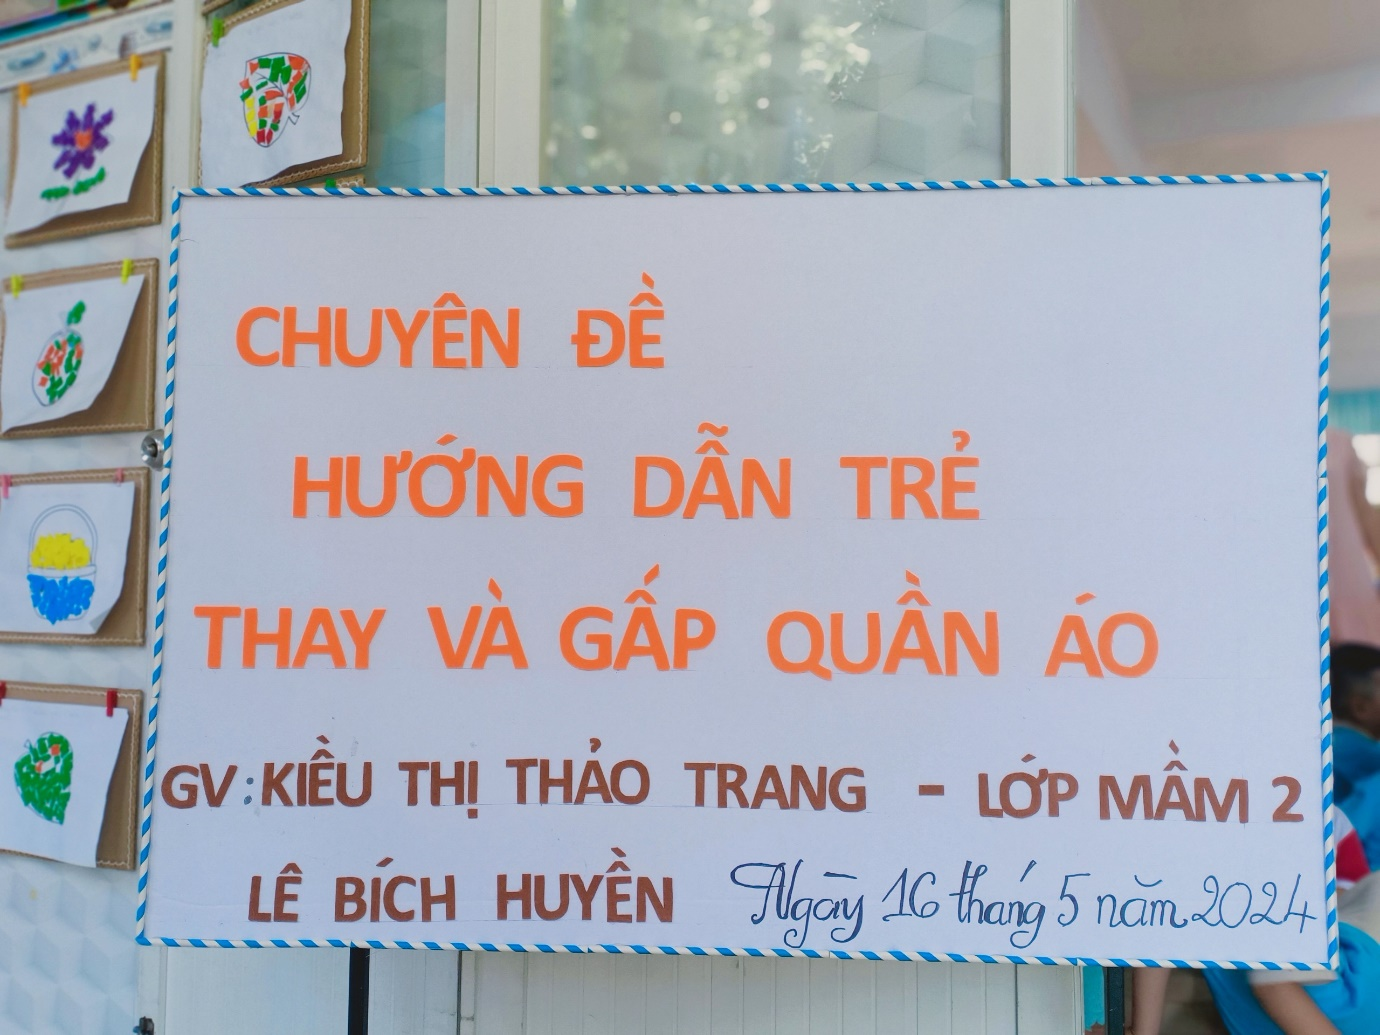 CHUYÊN ĐỀ
HƯỚNG DẪN TRẺ
THAY VÀ GẤP QUẦN ÁO
GV: KIỀU THỊ THẢO TRANG - LỚP MẦM 2
LÊ BÍCH HUYỀN Ngày 16 tháng 5 năm 2024